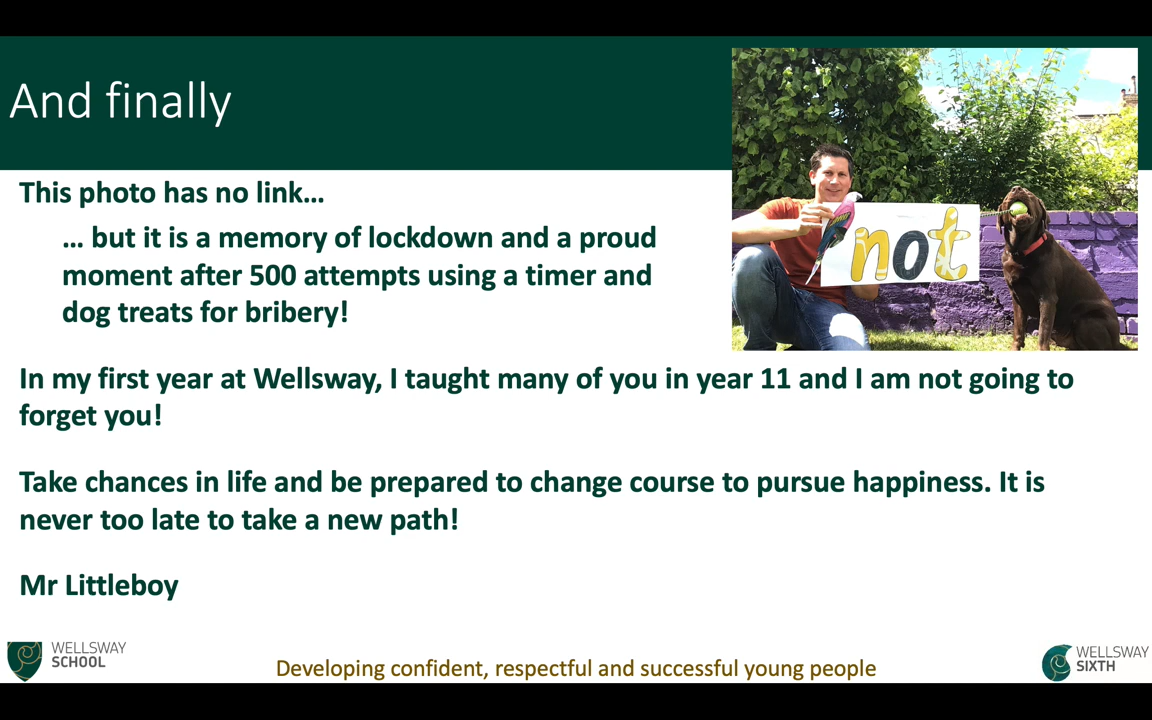 And finally
not
This photo has no link...
... but it is a memory of lockdown and a proud
moment after 500 attempts using a timer and
dog treats for bribery!
In my first year at Wellsway, I taught many of you in year 11 and I am not going to
forget you!
Take chances in life and be prepared to change course to pursue happiness. It is
never too late to take a new path!
Mr Littleboy
WELLSWAY
SCHOOL
Developing confident, respectful and successful young people
WELLSWAY
SIXTH